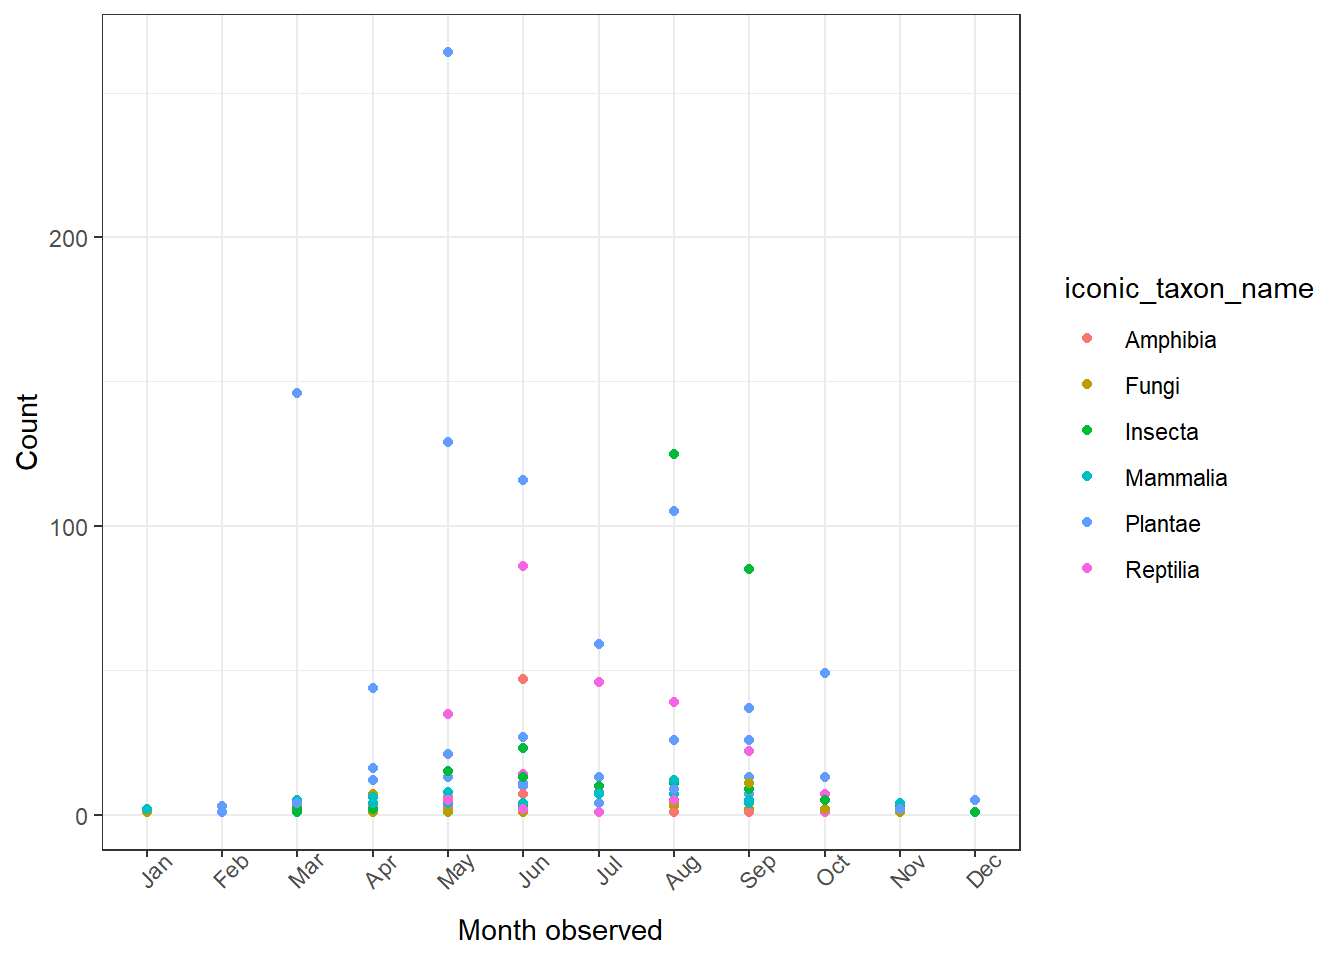 200
100
0
Count
Jan
Feb
Mar
Apr
May
Jun
Jul
Aug
Sep
Oct
Nov
Dec
Month observed
iconic_taxon_name
Amphibia
Fungi
Insecta
Mammalia
Plantae
Reptilia